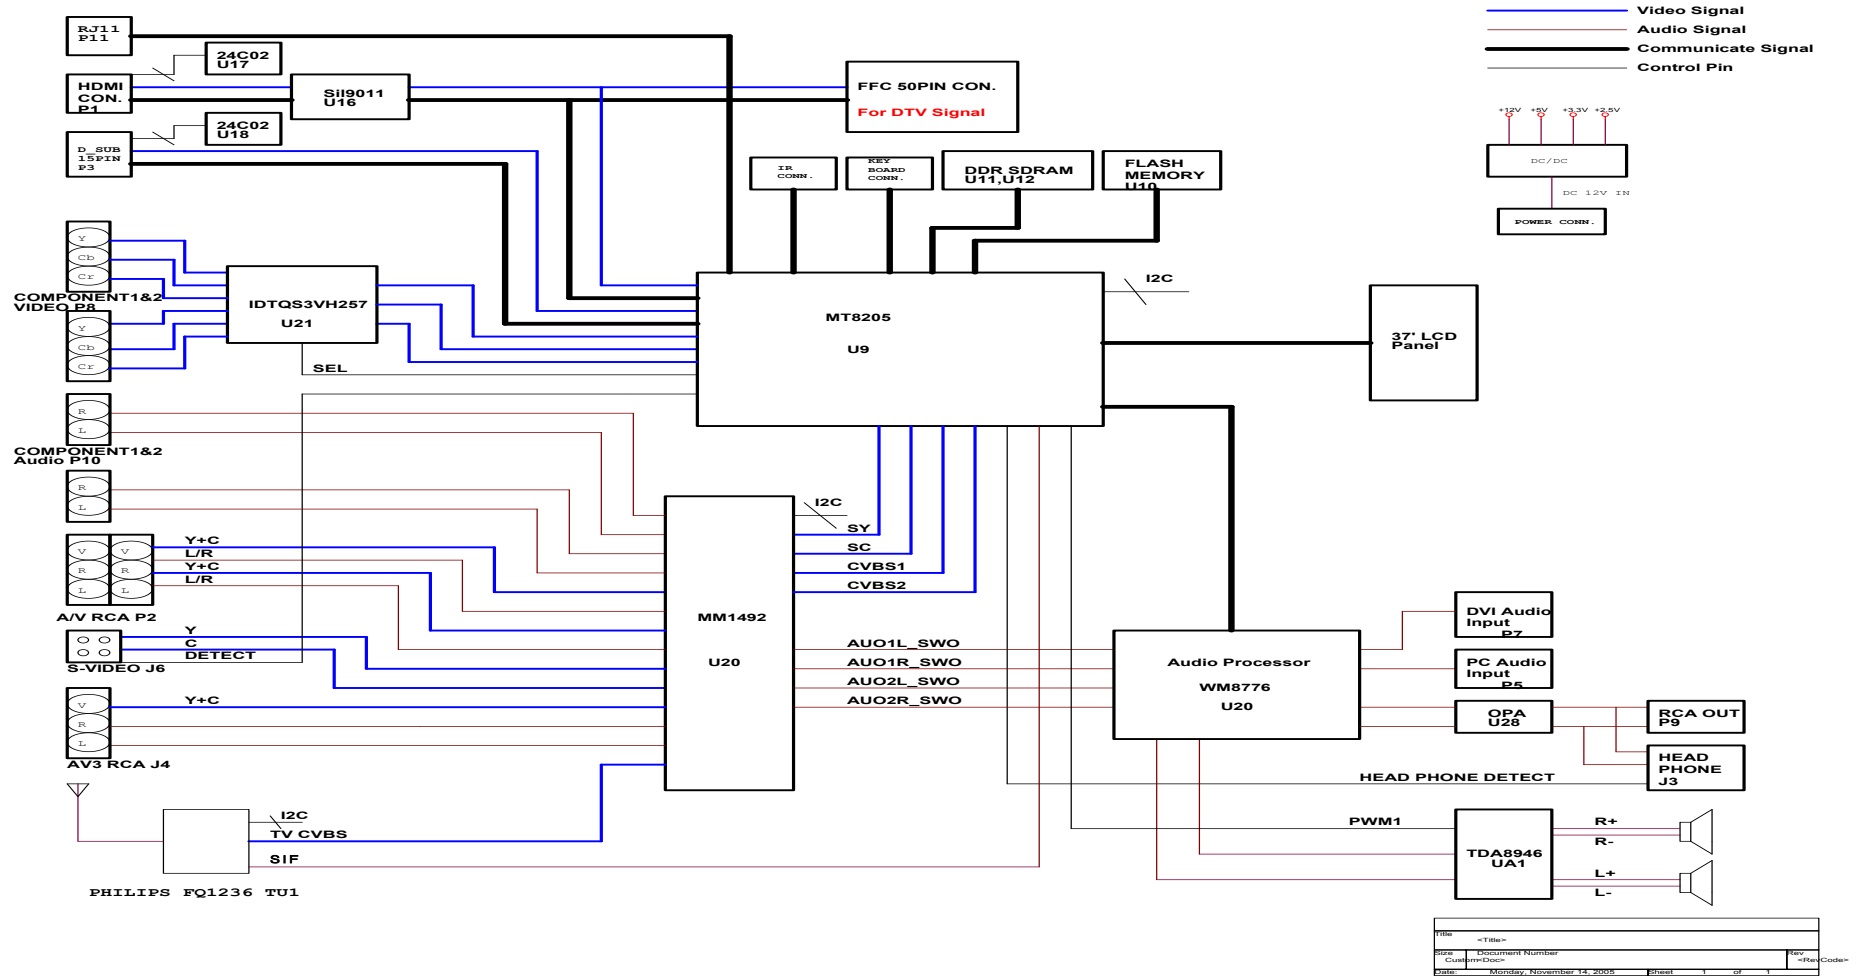 Video Signal
Audio Signal
Communicate Signal
Control Pin
RJ11
P11
24C02
U17
HDMI
CON.
P1
SiI9011
U16
FFC 50PIN CON.
For DTV Signal
24C02
U18
D_SUB
15PIN
P3
IR
CONN.
KEY
BOARD
CONN.
DDR SDRAM
U11,U12
FLASH
MEMORY
U10
+12V +5V +3.3V +2.5V
DC/DC
DC 12V IN
POWER CONN.
Y
Cb
Cr
COMPONENT1&2
VIDEO P8
Y
Cb
Cr
IDTQS3VH257
U21
SEL
MT8205
U9
I2C
37' LCD
Panel
R
L
COMPONENT1&2
Audio P10
R
L
V V
R R
L L
A/V RCA P2
Y+C
L/R
Y+C
L/R
Y
C
DETECT
S-VIDEO J6
V
R
L
Y+C
AV3 RCA J4
MM1492
U20
I2C
SY
SC
CVBS1
CVBS2
AUO1L_SWO
AUO1R_SWO
AUO2L_SWO
AUO2R_SWO
Audio Processor
WM8776
U20
DVI Audio
Input
P7
PC Audio
Input
P5
OPA
U28
RCA OUT
P9
HEAD
PHONE
J3
HEAD PHONE DETECT
PWM1
TDA8946
UA1
R+
R-
L+
L-
I2C
TV CVBS
SIF
PHILIPS FQ1236 TU1
Title
<Title>
Size Document Number Rev
Custom<Doc> <RevCode>
Date: Monday, November 14, 2005 Sheet 1 of 1